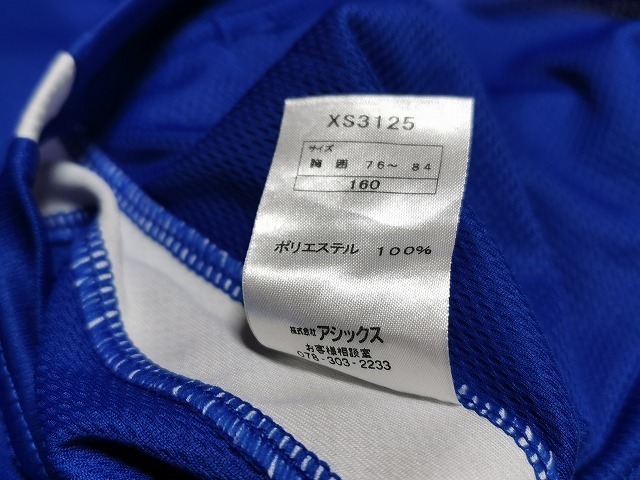 XS3125
サイズ
胸囲 76～ 84
160
ポリエステル 100%
株式会社アシックス
お客様相談室
078-303-2233